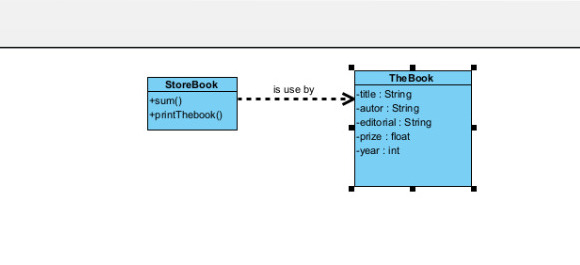 StoreBook
+sum()
+printThebook()
is use by
TheBook
-title : String
-autor : String
-editorial : String
-prize : float
-year : int